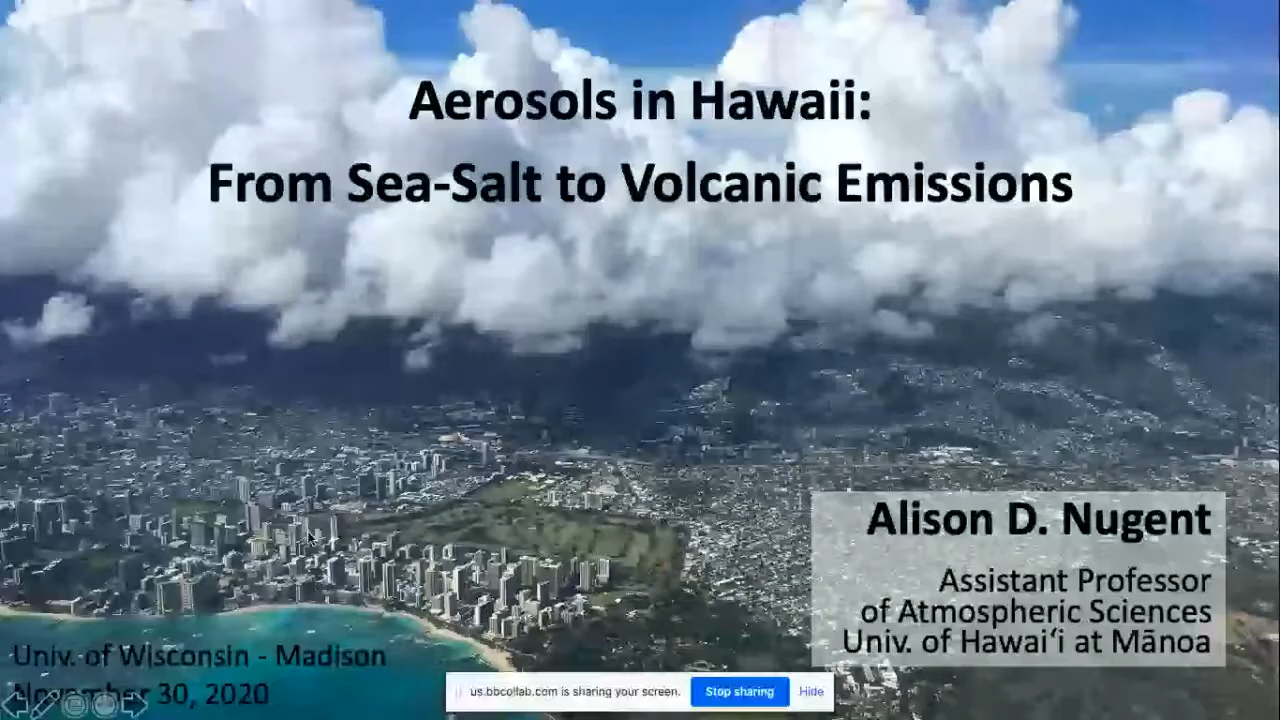 Aerosols in Hawaii:
From Sea-Salt to Volcanic Emissions
Alison D. Nugent
Assistant Professor
of Atmospheric Sciences
Univ. of Hawaiʻi at Mānoa
Univ. of Wisconsin - Madison
November 30, 2020
us.bbcollab.com is sharing your screen.
Stop sharing
Hide